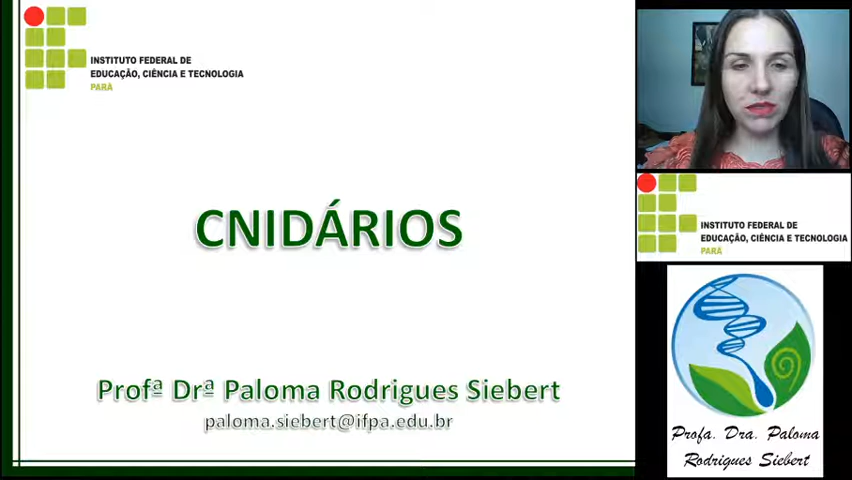 INSTITUTO FEDERAL DE
EDUCAÇÃO, CIÊNCIA E TECNOLOGIA
PARÁ
CNIDÁRIOS
Profª Drª Paloma Rodrigues Siebert
paloma.siebert@ifpa.edu.br
INSTITUTO FEDERAL DE
EDUCAÇÃO, CIÊNCIA E TECNOLOGIA
PARÁ
Profa. Dra. Paloma
Rodrigues Siebert